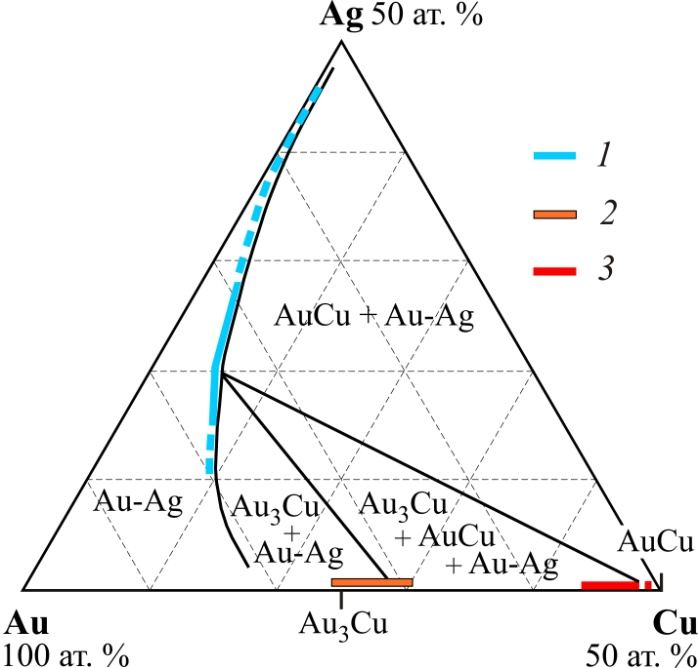 Ag 50 ат. %
1
2
3
AuCu + Au-Ag
Au-Ag
Au₃Cu
+
Au-Ag
Au₃Cu
+ AuCu
+ Au-Ag
AuCu
Au
100 ат. %
Au₃Cu
Cu
50 ат. %